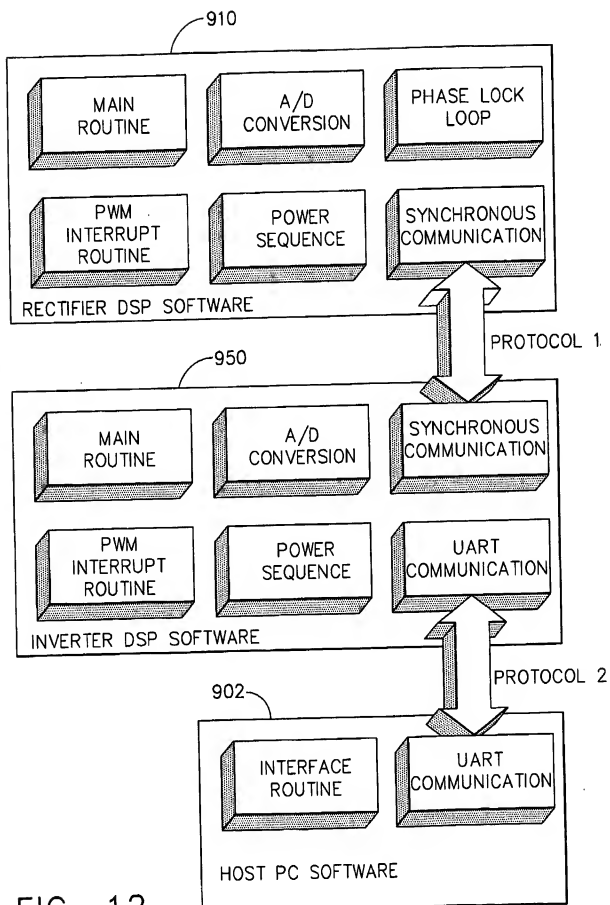 910
MAIN
ROUTINE
A/D
CONVERSION
PHASE LOCK
LOOP
PWM
INTERRUPT
ROUTINE
POWER
SEQUENCE
SYNCHRONOUS
COMMUNICATION
RECTIFIER DSP SOFTWARE
PROTOCOL 1
950
MAIN
ROUTINE
A/D
CONVERSION
SYNCHRONOUS
COMMUNICATION
PWM
INTERRUPT
ROUTINE
POWER
SEQUENCE
UART
COMMUNICATION
INVERTER DSP SOFTWARE
PROTOCOL 2
902
INTERFACE
ROUTINE
UART
COMMUNICATION
HOST PC SOFTWARE
FIG. 12